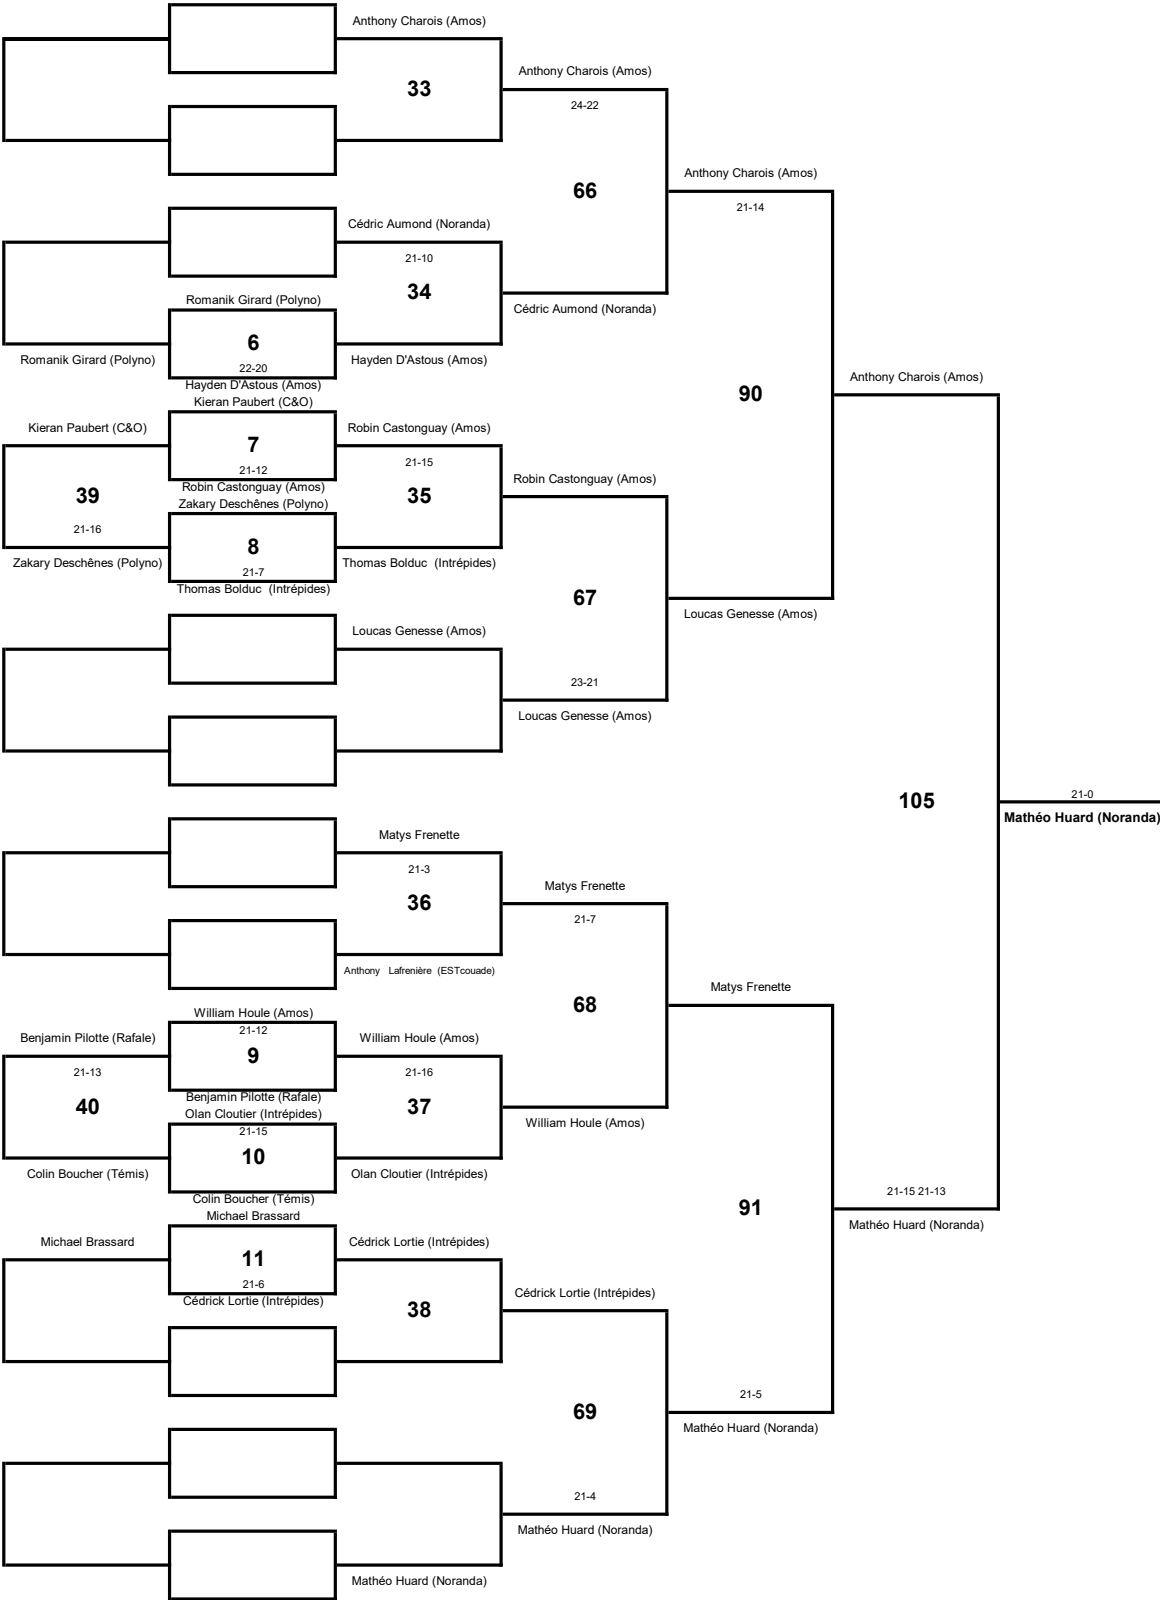 Anthony Charois (Amos)
33
Anthony Charois (Amos)
24-22
66
Anthony Charois (Amos)
21-14
Cédric Aumond (Noranda)
21-10
34
Romanik Girard (Polyno)
Cédric Aumond (Noranda)
6
Romanik Girard (Polyno)
22-20
Hayden D'Astous (Amos)
Hayden D'Astous (Amos)
90
Anthony Charois (Amos)
Kieran Paubert (C&O)
Kieran Paubert (C&O)
7
Robin Castonguay (Amos)
21-12
21-15
Robin Castonguay (Amos)
Robin Castonguay (Amos)
39
35
Zakary Deschênes (Polyno)
21-16
8
Zakary Deschênes (Polyno)
Thomas Bolduc (Intrépides)
21-7
Thomas Bolduc (Intrépides)
67
Loucas Genesse (Amos)
Loucas Genesse (Amos)
23-21
Loucas Genesse (Amos)
105
21-0
Mathéo Huard (Noranda)
Matys Frenette
21-3
36
Matys Frenette
21-7
Anthony Lafrenière (ESTcouade)
68
Matys Frenette
William Houle (Amos)
21-12
Benjamin Pilotte (Rafale)
9
William Houle (Amos)
21-13
21-16
Benjamin Pilotte (Rafale)
40
37
Olan Cloutier (Intrépides)
William Houle (Amos)
21-15
10
Colin Boucher (Témis)
Olan Cloutier (Intrépides)
Colin Boucher (Témis)
91
21-15 21-13
Mathéo Huard (Noranda)
Michael Brassard
Michael Brassard
11
Cédrick Lortie (Intrépides)
21-6
Cédrick Lortie (Intrépides)
38
Cédrick Lortie (Intrépides)
69
21-5
Mathéo Huard (Noranda)
21-4
Mathéo Huard (Noranda)
Mathéo Huard (Noranda)